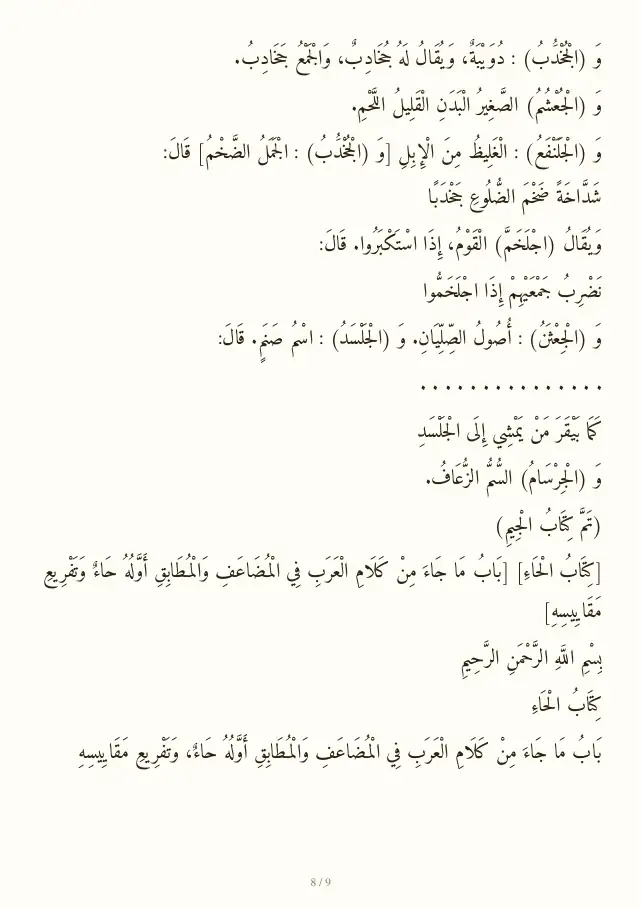 وَ (الْجُخْدُبُ) : دُوَيْبَةٌ، وَيُقَالُ لَهُ جُخَادِبٌ، وَالْجَمْعُ جَخَادِبُ.
وَ (الْجُعْشُمُ) الصَّغِيرُ الْبَدَنِ الْقَلِيلُ اللَّحْمِ.
وَ (الْجَلَنْفَعُ) : الْغَلِيظُ مِنَ الْإِبِلِ [وَ (الْجُخْدُبُ) : الْجَمَلُ الضَّخْمُ] قَالَ:
شَدَّاخَةً ضَخْمَ الضُّلُوعِ جَخْدَبًا
وَيُقَالُ (اجْلَخَمَّ) الْقَوْمُ، إِذَا اسْتَكْبَرُوا. قَالَ:
نَضْرِبُ جَمْعَيْهِمْ إِذَا اجْلَخَمُّوا
وَ (الْجِعْثَنُ) : أُصُولُ الصِّلِّيَانِ. وَ (الْجَلْسَدُ) : اسْمُ صَنَمٍ. قَالَ:
. . . . . . . . . . . . . . .
كَمَا بَيْقَرَ مَنْ يَمْشِي إِلَى الْجَلْسَدِ
وَ (الْجِرْسَامُ) السُّمُّ الزُّعَافُ.
(تَمَّ كِتَابُ الْجِيمِ)
[كِتَابُ الْحَاءِ] [بَابُ مَا جَاءَ مِنْ كَلَامِ الْعَرَبِ فِي الْمُضَاعَفِ وَالْمُطَابِقِ أَوَّلُهُ حَاءٌ وَتَفْرِيعِ
مَقَايِيسِهِ]
بِسْمِ اللَّهِ الرَّحْمَنِ الرَّحِيمِ
كِتَابُ الْحَاءِ
بَابُ مَا جَاءَ مِنْ كَلَامِ الْعَرَبِ فِي الْمُضَاعَفِ وَالْمُطَابِقِ أَوَّلُهُ حَاءٌ، وَتَفْرِيعِ مَقَايِيسِهِ
8 / 9